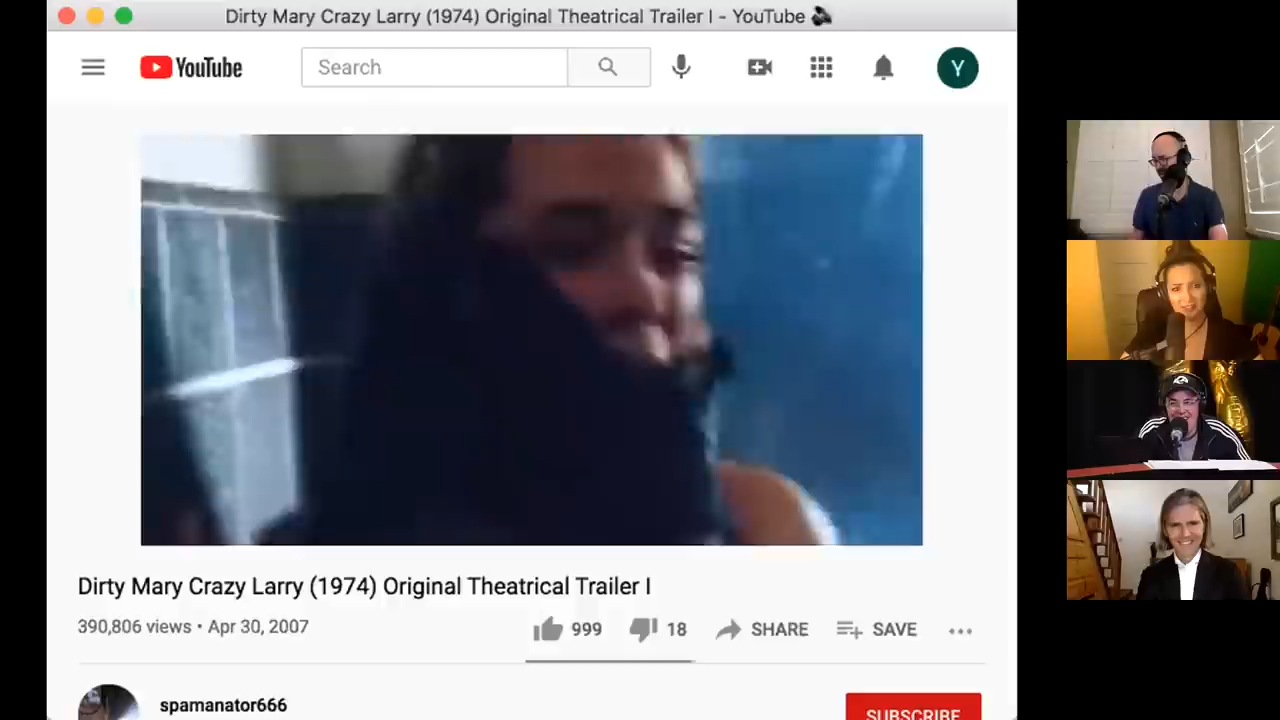 Dirty Mary Crazy Larry (1974) Original Theatrical Trailer I - YouTube
YouTube
Search
Y
Dirty Mary Crazy Larry (1974) Original Theatrical Trailer I
390,806 views • Apr 30, 2007
999
18
SHARE
SAVE
spamanator666
SUBSCRIBE